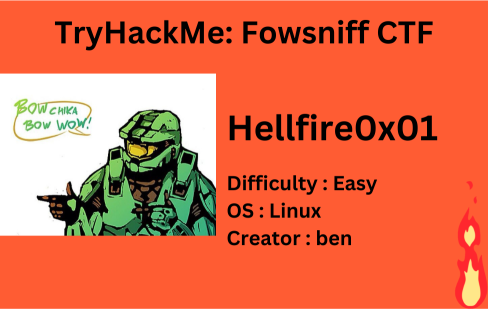 TryHackMe: Fowsniff CTF
BOW CHIKA
BOW WOW!
Hellfire0x01
Difficulty : Easy
OS : Linux
Creator : ben